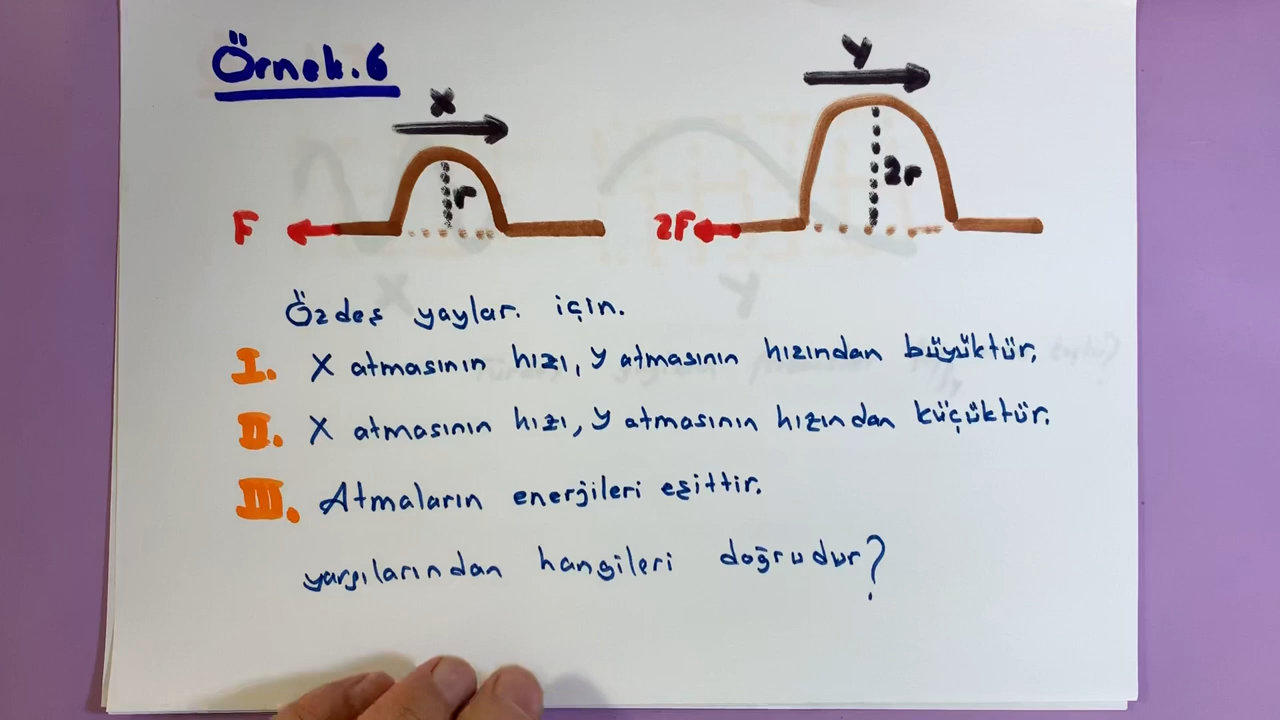 Örnek.6
X
r
F
y
2r
2F
Özdeş yaylar. için.
I. X atmasının hızı, y atmasının hızından büyüktür.
II. X atmasının hızı, y atmasının hızından küçüktür.
III. Atmaların enerjileri eşittir.
yargılarından hangileri doğrudur?